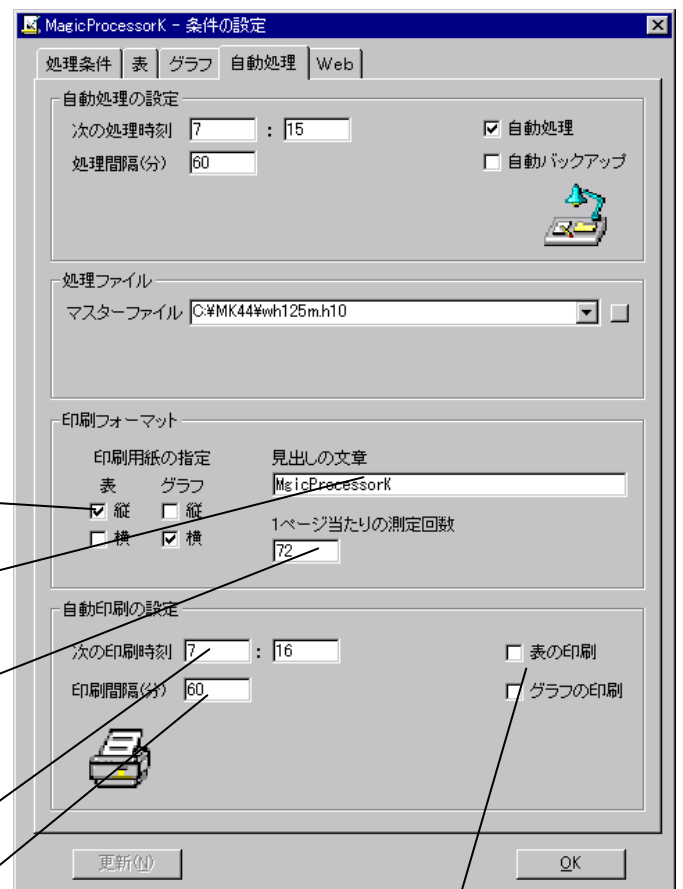 MagicProcessorK - 条件の設定
処理条件 表 グラフ 自動処理 Web
自動処理の設定
次の処理時刻 7 : 15 自動処理
処理間隔(分) 60 自動バックアップ
処理ファイル
マスターファイル C:¥MK44¥wh125m.h10
印刷フォーマット
印刷用紙の指定 見出しの文章
表 グラフ MgicProcessorK
縦 縦
横 横 1ページ当たりの測定回数
72
自動印刷の設定
次の印刷時刻 7 : 16 表の印刷
印刷間隔(分) 60 グラフの印刷
更新(N) OK